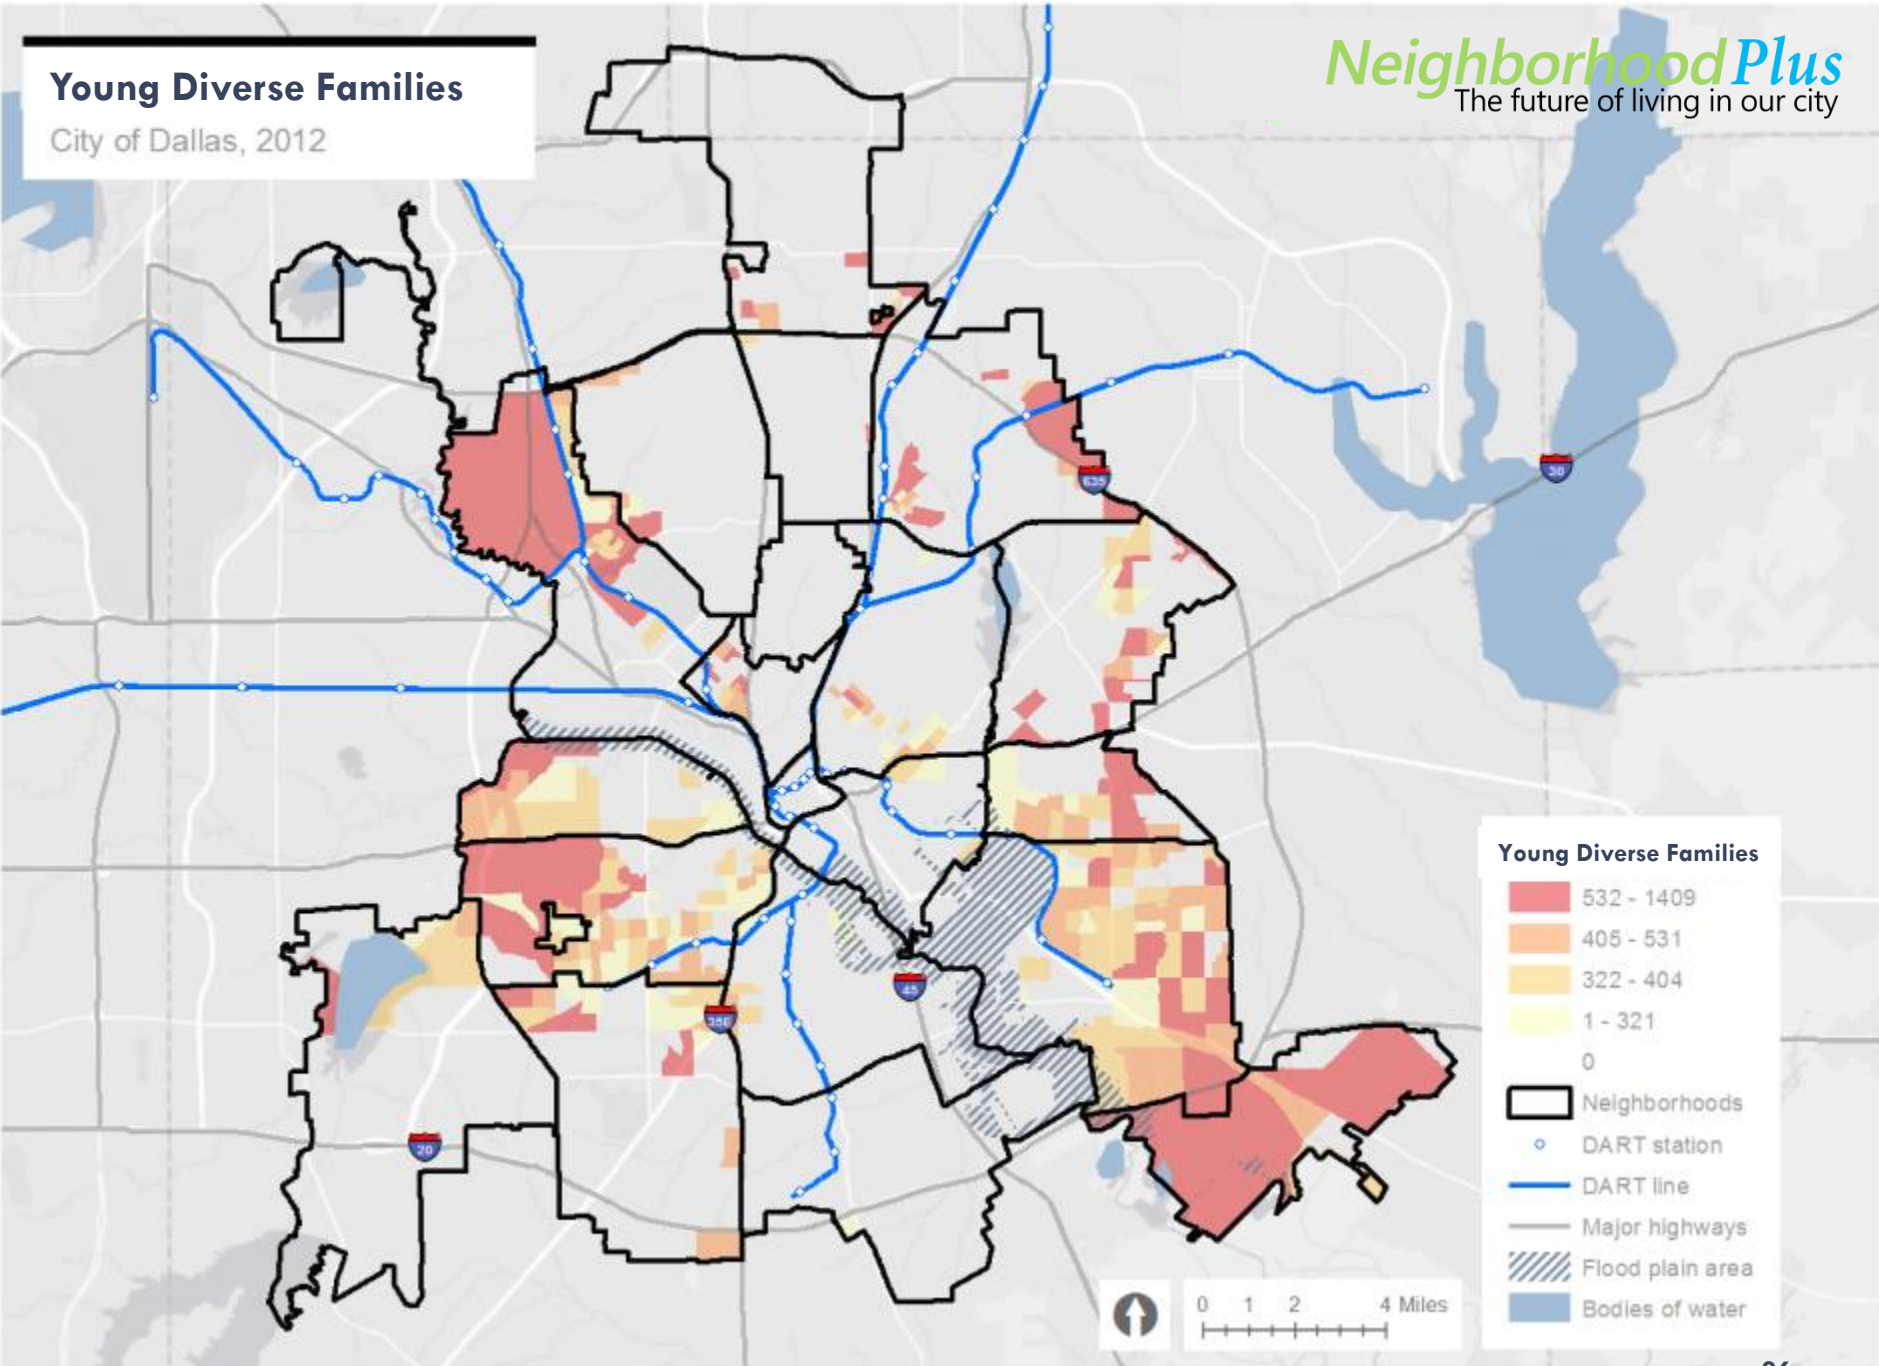 Young Diverse Families
City of Dallas, 2012
Neighborhood Plus
The future of living in our city
30
635
45
35E
20
Young Diverse Families
532 - 1409
405 - 531
322 - 404
1 - 321
0
Neighborhoods
DART station
DART line
Major highways
Flood plain area
Bodies of water
0 1 2 4 Miles